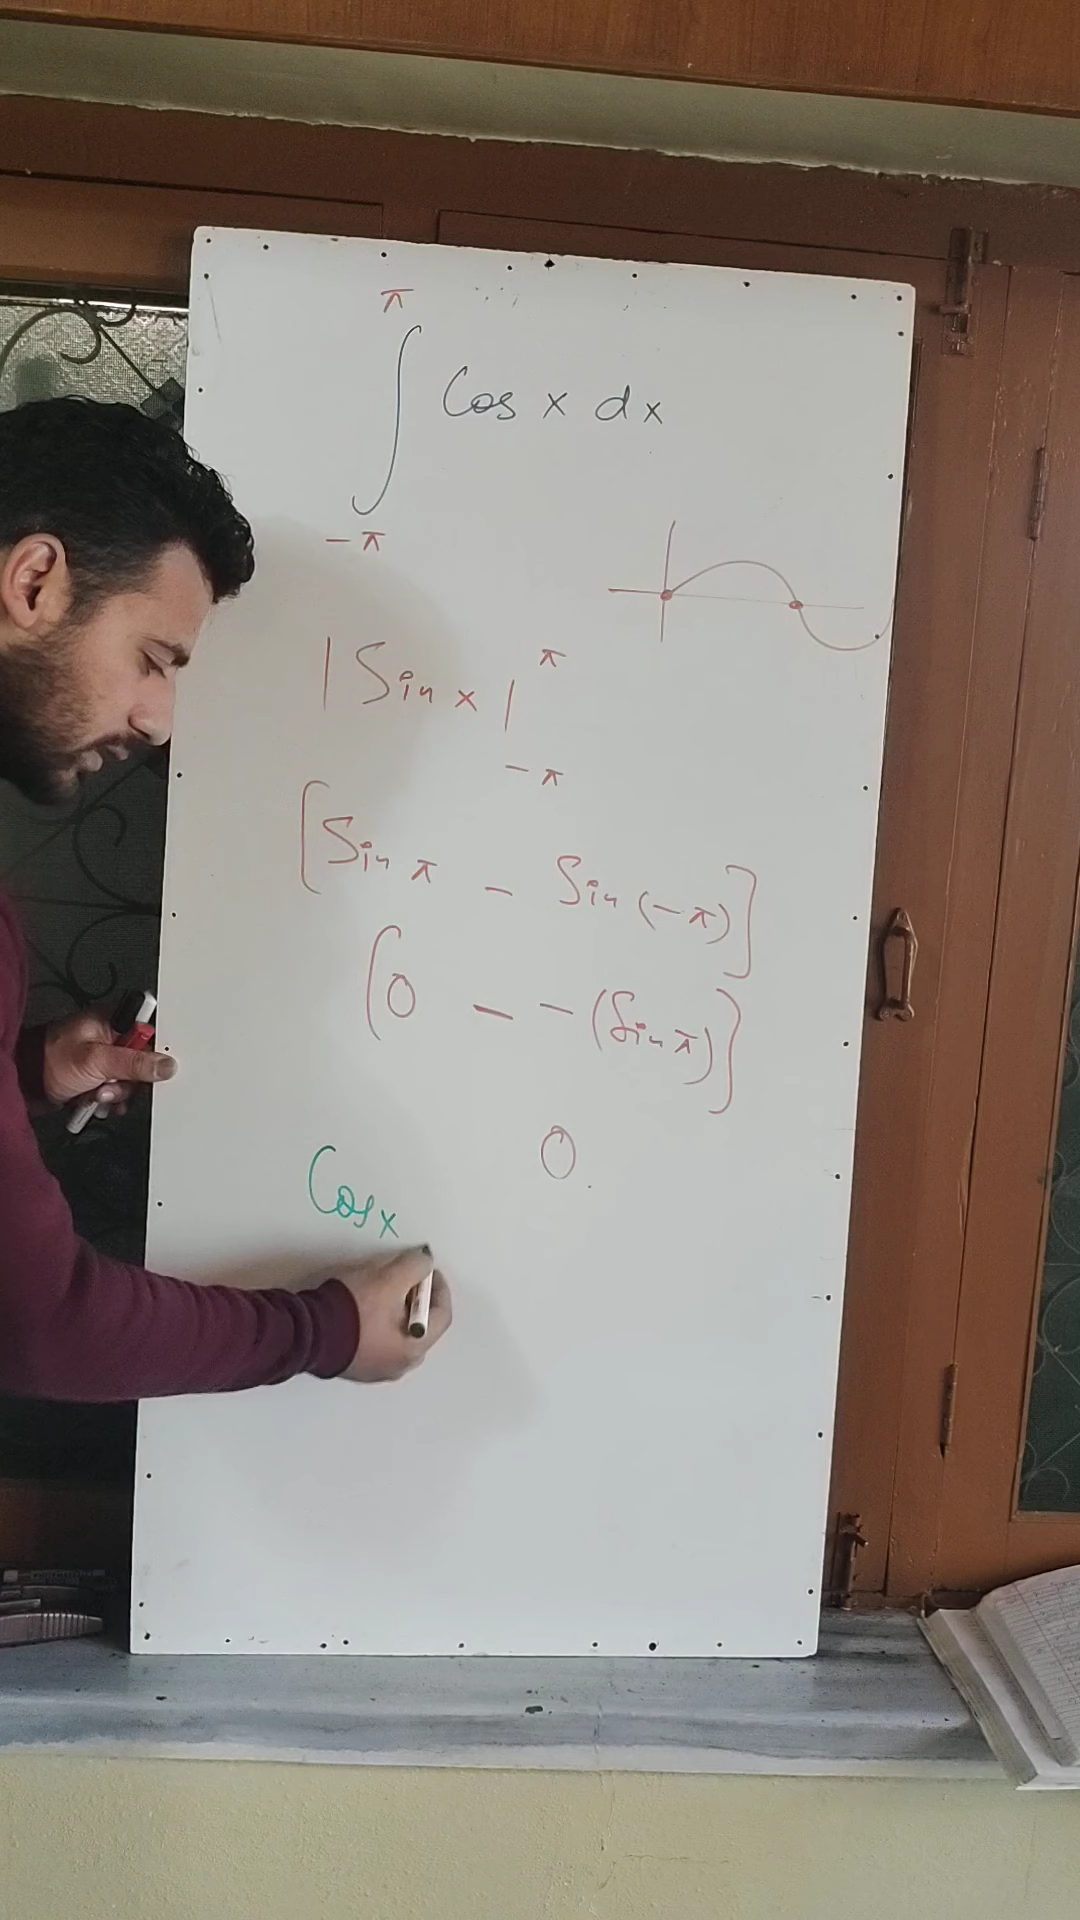 π
∫ Cos x dx
-π
| Sin x | π
-π
[Sin π - Sin (-π)]
(0 - -(Sin π)]
0.
Cos x